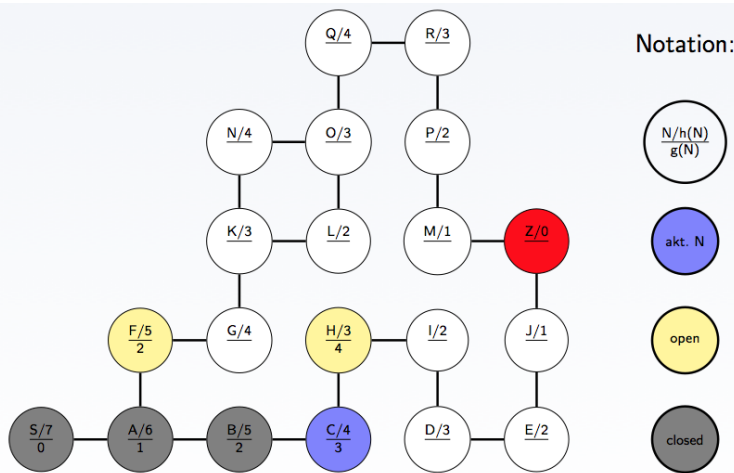 Q/4
R/3
Notation:
N/4
O/3
P/2
N/h(N)
g(N)
K/3
L/2
M/1
Z/0
akt. N
F/5
2
G/4
H/3
4
I/2
J/1
open
S/7
0
A/6
1
B/5
2
C/4
3
D/3
E/2
closed